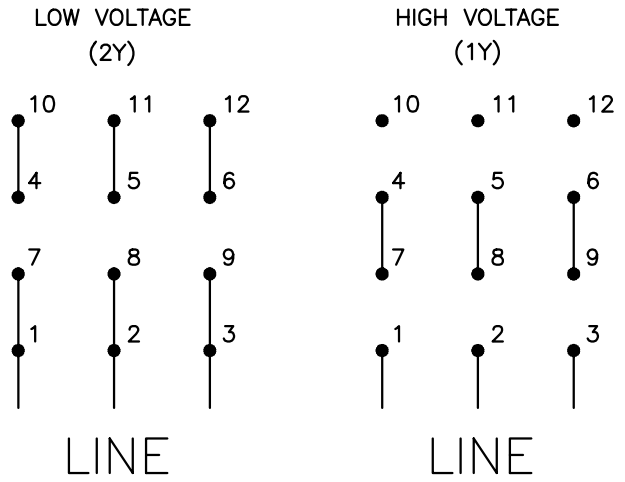 LOW VOLTAGE
(2Y)
10 11 12
4 5 6
7 8 9
1 2 3
LINE
HIGH VOLTAGE
(1Y)
10 11 12
4 5 6
7 8 9
1 2 3
LINE